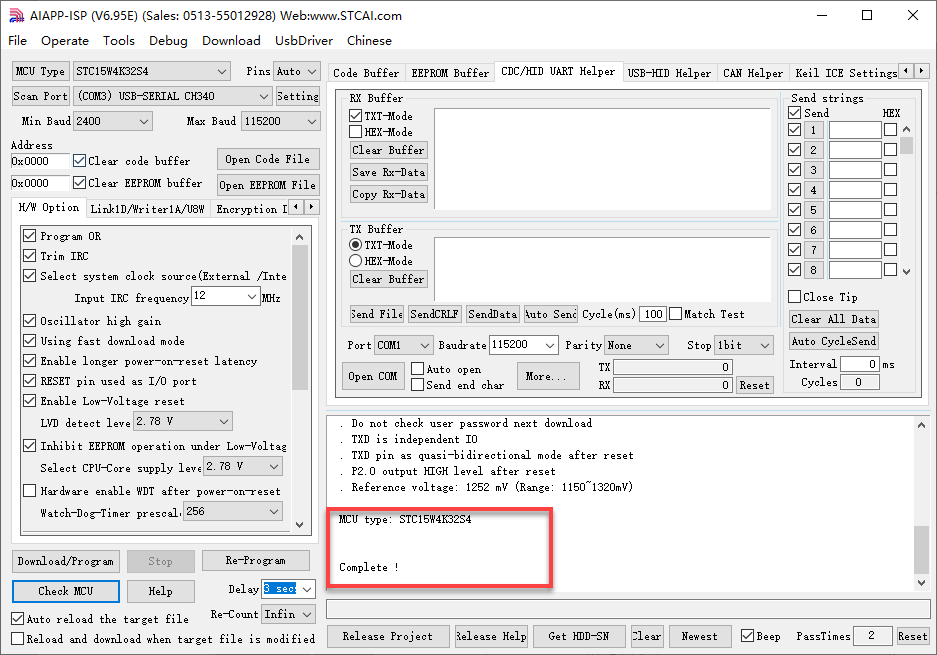 AIAPP-ISP (V6.95E) (Sales: 0513-55012928) Web:www.STCAI.com
File Operate Tools Debug Download UsbDriver Chinese
MCU Type STC15W4K32S4 Pins Auto
Scan Port (COM3) USB-SERIAL CH340 Setting
Min Baud 2400 Max Baud 115200
Address
0x0000 Clear code buffer Open Code File
0x0000 Clear EEPROM buffer Open EEPROM File
H/W Option Link1D/Writer1A/U8W Encryption I
Program OR
Trim IRC
Select system clock source(External /Inte
Input IRC frequency 12 MHz
Oscillator high gain
Using fast download mode
Enable longer power-on-reset latency
RESET pin used as I/O port
Enable Low-Voltage reset
LVD detect leve 2.78 V
Inhibit EEPROM operation under Low-Voltag
Select CPU-Core supply leve 2.78 V
Hardware enable WDT after power-on-reset
Watch-Dog-Timer prescal. 256
Download/Program Stop Re-Program
Check MCU Help Delay 3 sec
Auto reload the target file Re-Count Infin
Reload and download when target file is modified
Code Buffer EEPROM Buffer CDC/HID UART Helper USB-HID Helper CAN Helper Keil ICE Settings
RX Buffer
TXT-Mode
HEX-Mode
Clear Buffer
Save Rx-Data
Copy Rx-Data
TX Buffer
TXT-Mode
HEX-Mode
Clear Buffer
Send File SendCRLF SendData Auto Send Cycle(ms) 100 Match Test
Port COM1 Baudrate 115200 Parity None Stop 1bit
Open COM Auto open More... TX 0
Send end char RX 0 Reset
Send strings
Send HEX
1
2
3
4
5
6
7
8
Close Tip
Clear All Data
Auto CycleSend
Interval 0 ms
Cycles 0
. Do not check user password next download
. TXD is independent IO
. TXD pin as quasi-bidirectional mode after reset
. P2.0 output HIGH level after reset
. Reference voltage: 1252 mV (Range: 1150~1320mV)
MCU type: STC15W4K32S4
Complete !
Release Project Release Help Get HDD-SN Clear Newest Beep PassTimes 2 Reset